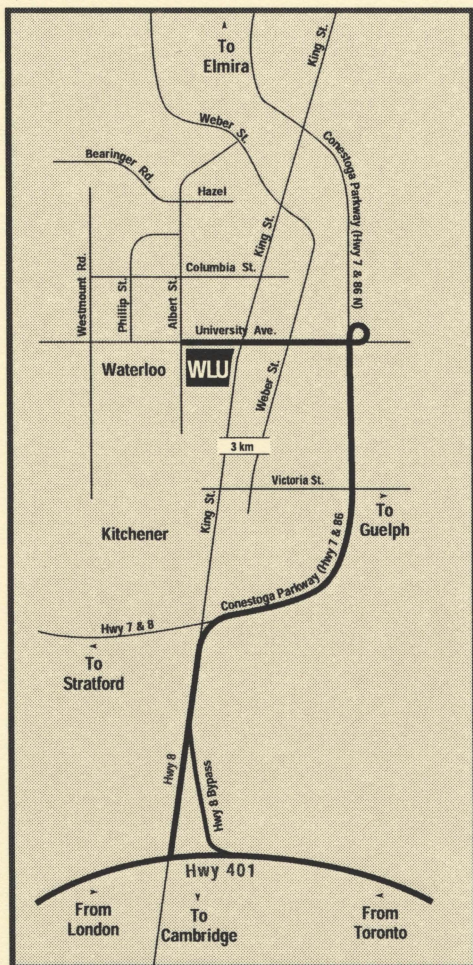 To
Elmira
King St.
Weber St.
Conestoga Parkway (Hwy 7 & 86 N)
Bearinger Rd.
Hazel
King St.
Westmount Rd.
Phillip St.
Albert St.
Columbia St.
University Ave.
Waterloo
WLU
Weber St.
3 km
King St.
Victoria St.
To
Guelph
Kitchener
Conestoga Parkway (Hwy 7 & 86
Hwy 7 & 8
To
Stratford
Hwy 8
Hwy 8 Bypass
Hwy 401
From
London
To
Cambridge
From
Toronto